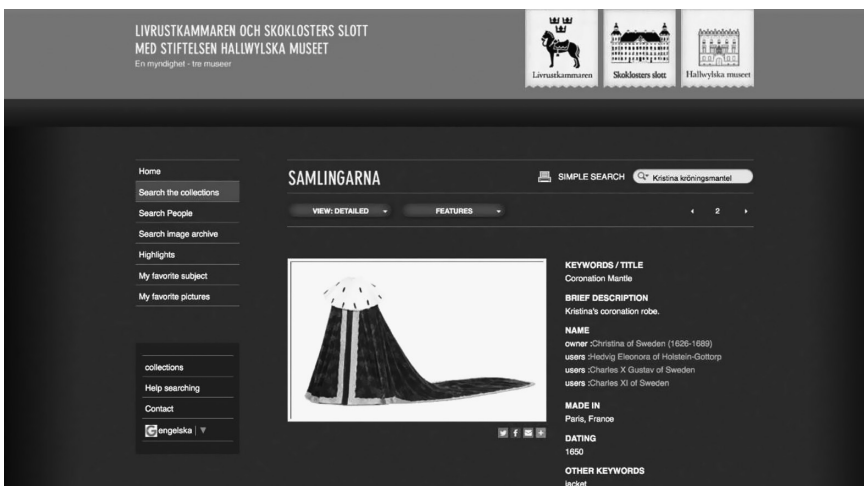 LIVRUSTKAMMAREN OCH SKOKLOSTERS SLOTT
MED STIFTELSEN HALLWYLSKA MUSEET
En myndighet - tre museer
Livrustkammaren
Skoklosters slott
Hallwylska museet
Home
Search the collections
Search People
Search image archive
Highlights
My favorite subject
My favorite pictures
collections
Help searching
Contact
G engelska
SAMLINGARNA
SIMPLE SEARCH
Kristina kröningsmantel
VIEW: DETAILED
FEATURES
2
KEYWORDS / TITLE
Coronation Mantle
BRIEF DESCRIPTION
Kristina's coronation robe.
NAME
owner :Christina of Sweden (1626-1689)
users :Hedvig Eleonora of Holstein-Gottorp
users :Charles X Gustav of Sweden
users :Charles XI of Sweden
MADE IN
Paris, France
DATING
1650
OTHER KEYWORDS
jacket